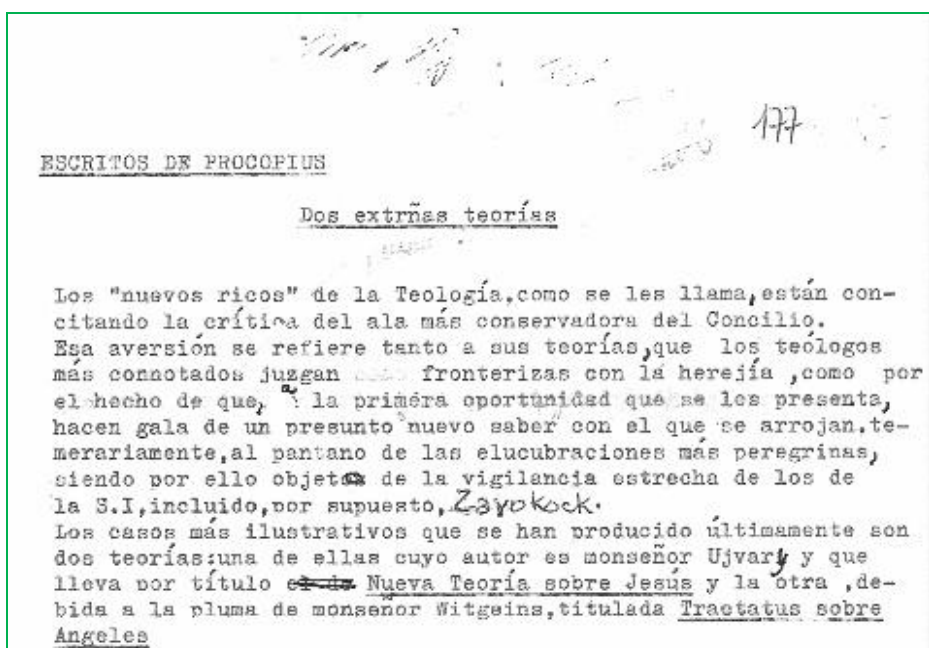 177
ESCRITOS DE PROCOPIUS
Dos extrñas teorías
Los "nuevos ricos" de la Teología,como se les llama,están con-
citando la crítica del ala más conservadora del Concilio.
Esa aversión se refiere tanto a sus teorías,que los teólogos
más connotados juzgan fronterizas con la herejía ,como por
el hecho de que, a la priméra oportunidad que se les presenta,
hacen gala de un presunto nuevo saber con el que se arrojan,te-
merariamente,al pantano de las elucubraciones más peregrinas,
siendo por ello objeto de la vigilancia estrecha de los de
la S.I,incluido,por supuesto, Zayokock.
Los casos más ilustrativos que se han producido últimamente son
dos teorías:una de ellas cuyo autor es monseñor Ujvary y que
lleva por título Nueva Teoría sobre Jesús y la otra ,de-
bida a la pluma de monseñor Witgeins,titulada Tractatus sobre
Angeles